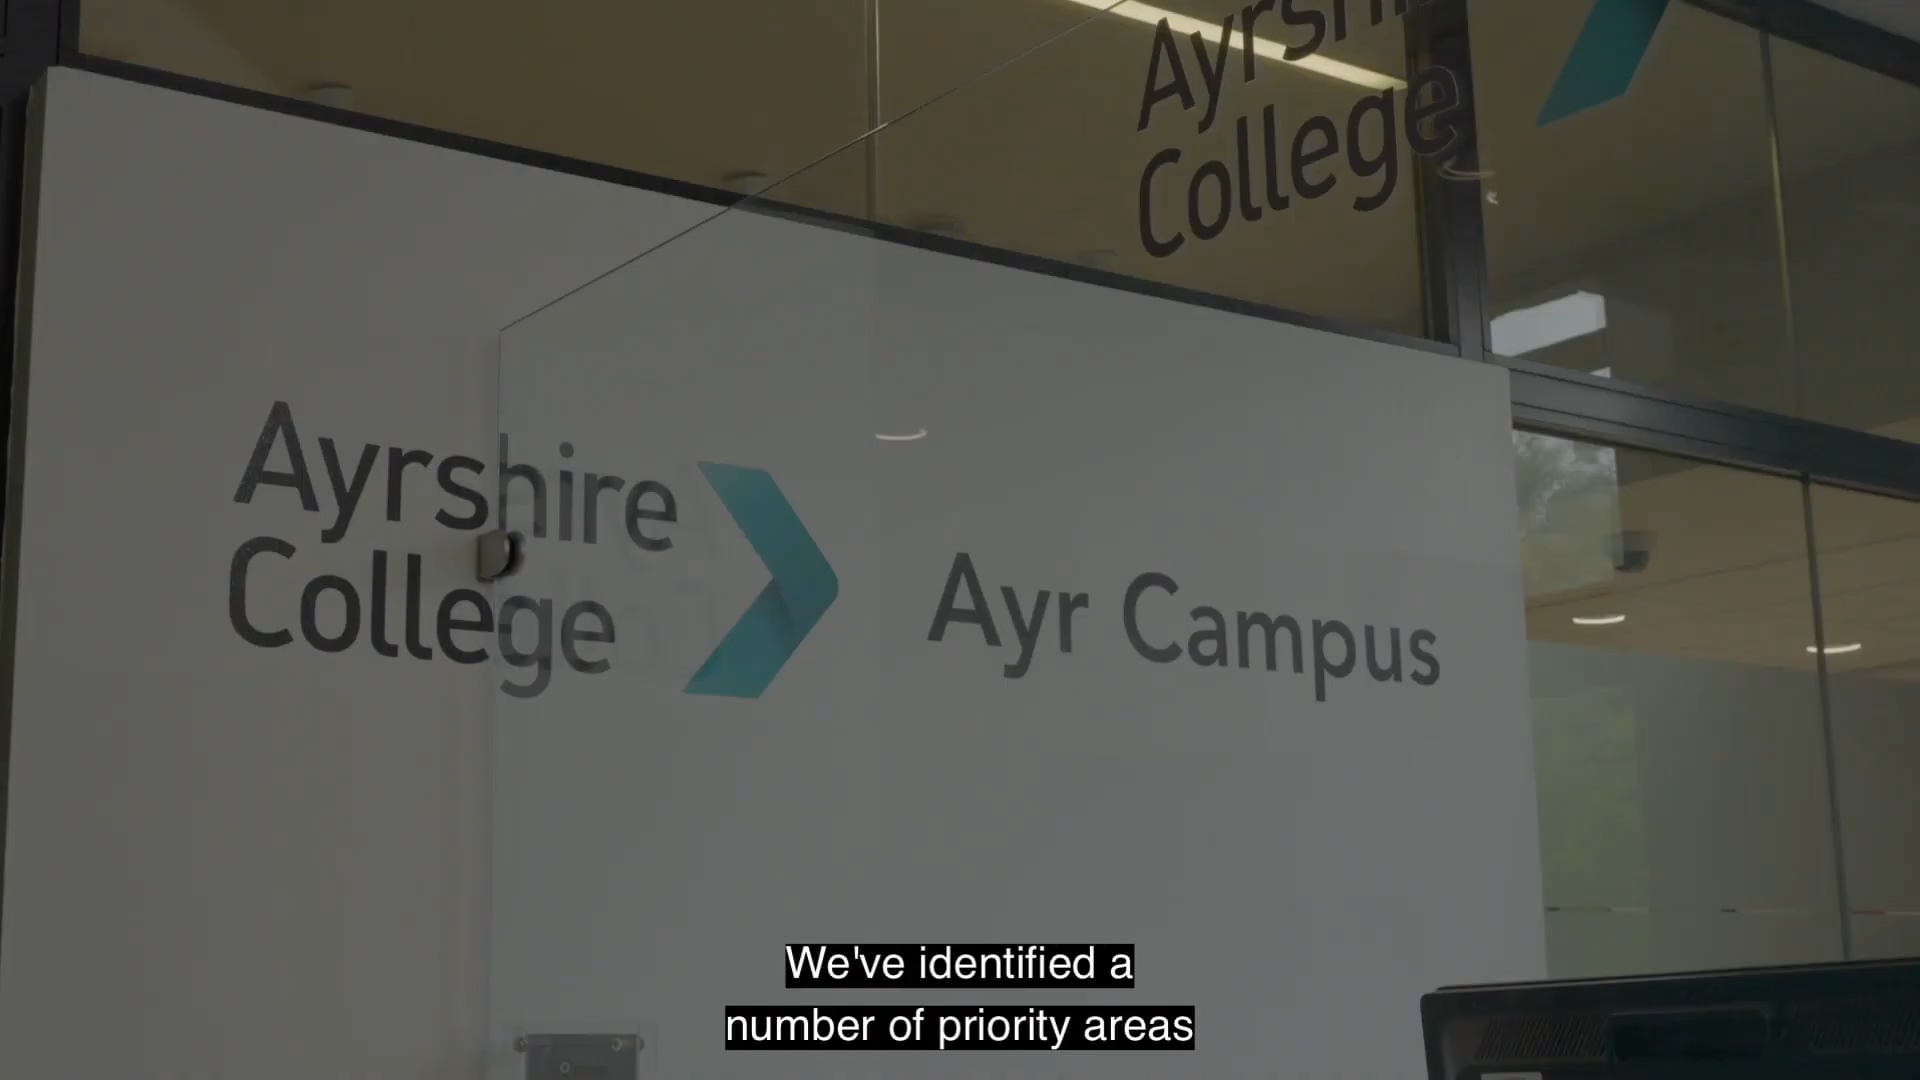 Ayrshire
College
Ayrshire
College
Ayr Campus
We've identified a
number of priority areas